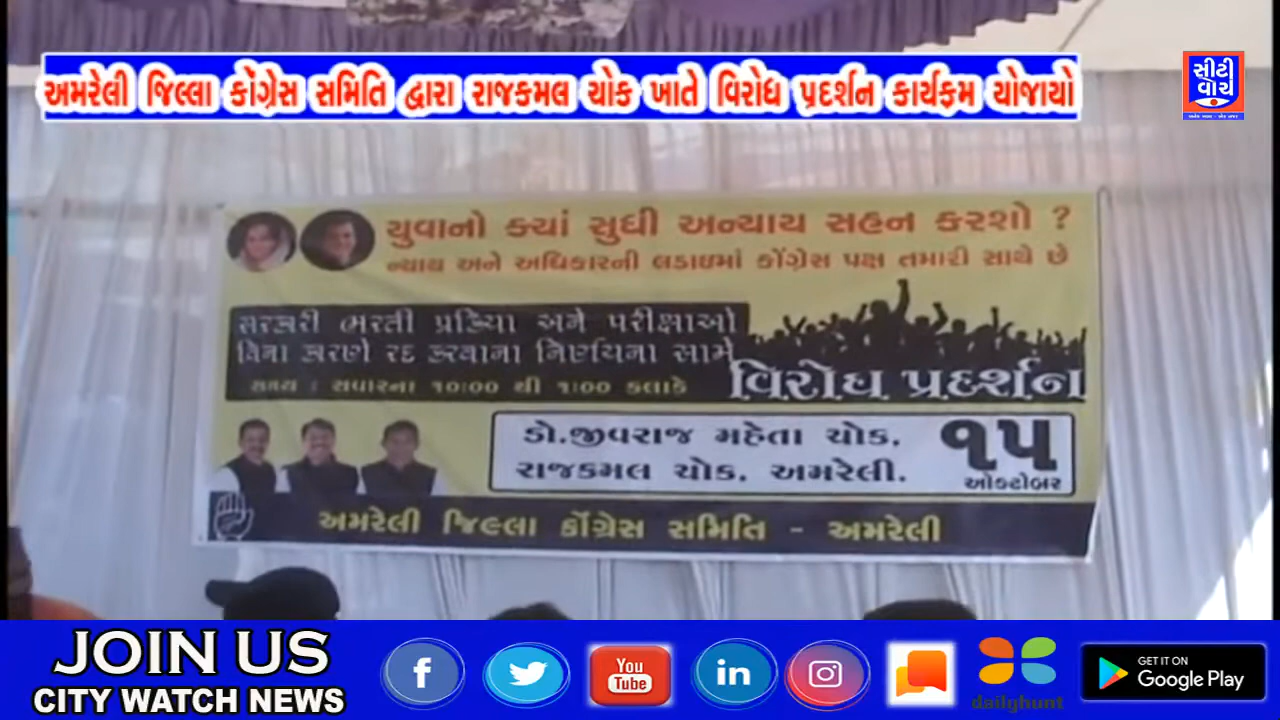 અમરેલી જિલ્લા કોંગ્રેસ સમિતિ દ્વારા રાજકમલ ચોક ખાતે વિરોધ પ્રદર્શન કાર્યક્રમ યોજાયો
સીટી
વોચ
યુવાનો ક્યાં સુધી અન્યાય સહન કરશો ?
ન્યાય અને અધિકારની લડાઇમાં કોંગ્રેસ પક્ષ તમારી સાથે છે
સરકારી ભરતી પ્રક્રિયા અને પરીક્ષાઓ
વિના કારણે રદ કરવાના નિર્ણયના સામે
સમય : સવારના ૧૦:૦૦ થી ૧:૦૦ કલાકે
વિરોધ પ્રદર્શન
ડો.જીવરાજ મહેતા ચોક,
રાજકમલ ચોક, અમરેલી.
૧૫
ઓક્ટોબર
અમરેલી જિલ્લા કોંગ્રેસ સમિતિ - અમરેલી
JOIN US
CITY WATCH NEWS
You
Tube
in
dailyhunt
GET IT ON
Google Play